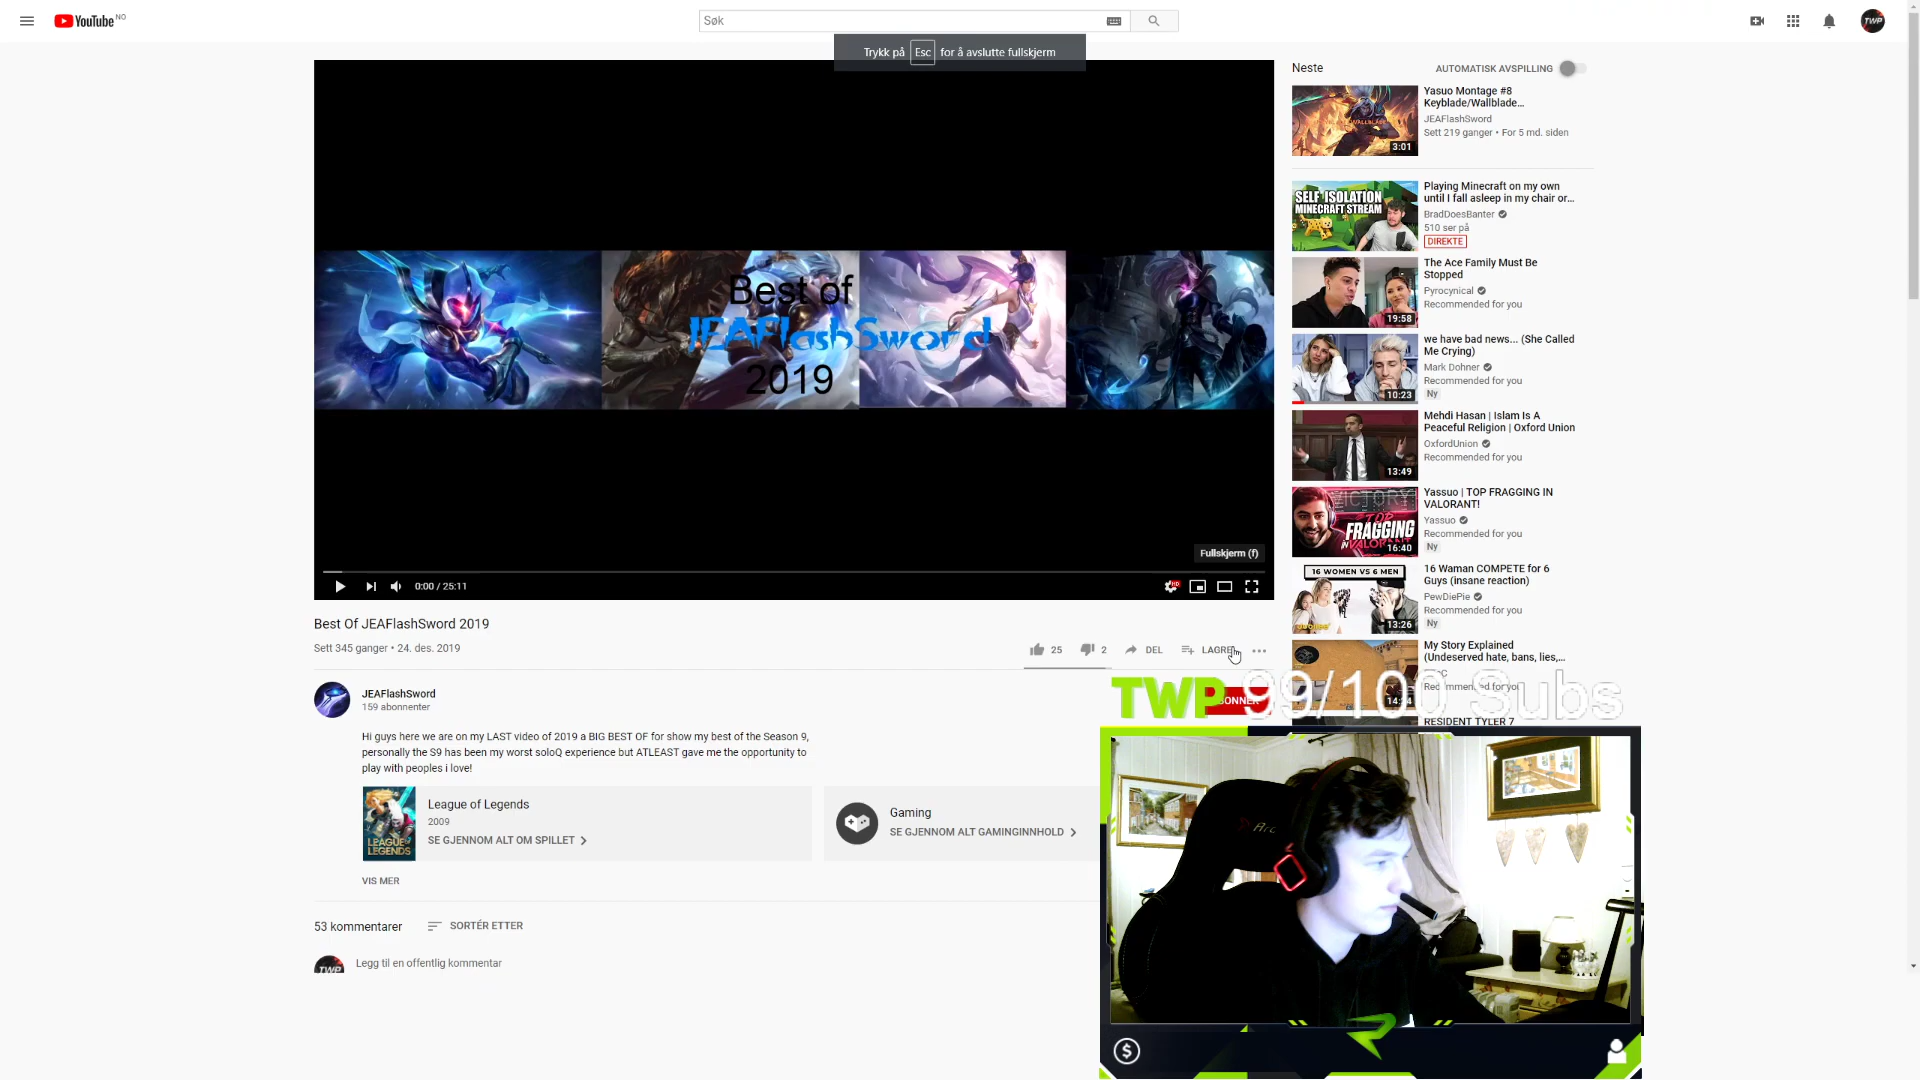 YouTube NO
Søk
Trykk på Esc for å avslutte fullskjerm
Best of
JEAFlashSword
2019
Fullskjerm (f)
0:00 / 25:11
HD
Best Of JEAFlashSword 2019
Sett 345 ganger • 24. des. 2019
25
2
DEL
LAGRE
JEAFlashSword
159 abonnenter
Hi guys here we are on my LAST video of 2019 a BIG BEST OF for show my best of the Season 9,
personally the S9 has been my worst soloQ experience but ATLEAST gave me the opportunity to
play with peoples i love!
League of Legends
2009
SE GJENNOM ALT OM SPILLET
LEAGUE OF
LEGENDS
Gaming
SE GJENNOM ALT GAMINGINNHOLD
VIS MER
53 kommentarer
SORTÉR ETTER
TWP
Legg til en offentlig kommentar
TWP
Neste
AUTOMATISK AVSPILLING
Yasuo Montage #8
Keyblade/Wallblade...
JEAFlashSword
Sett 219 ganger • For 5 md. siden
3:01
SELF ISOLATION
MINECRAFT STREAM
Playing Minecraft on my own
until I fall asleep in my chair or...
BradDoesBanter
510 ser på
DIREKTE
The Ace Family Must Be
Stopped
Pyrocynical
Recommended for you
19:58
we have bad news... (She Called
Me Crying)
Mark Dohner
Recommended for you
Ny
10:23
Mehdi Hasan | Islam Is A
Peaceful Religion | Oxford Union
OxfordUnion
Recommended for you
13:49
TOP
FRAGGING
IN VALORANT
16:40
Yassuo | TOP FRAGGING IN
VALORANT!
Yassuo
Recommended for you
Ny
16 WOMEN VS 6 MEN
13:26
16 Waman COMPETE for 6
Guys (insane reaction)
PewDiePie
Recommended for you
Ny
My Story Explained
(Undeserved hate, bans, lies,...
Recommended for you
RESIDENT TYLER 7
TWP 99/100 Subs